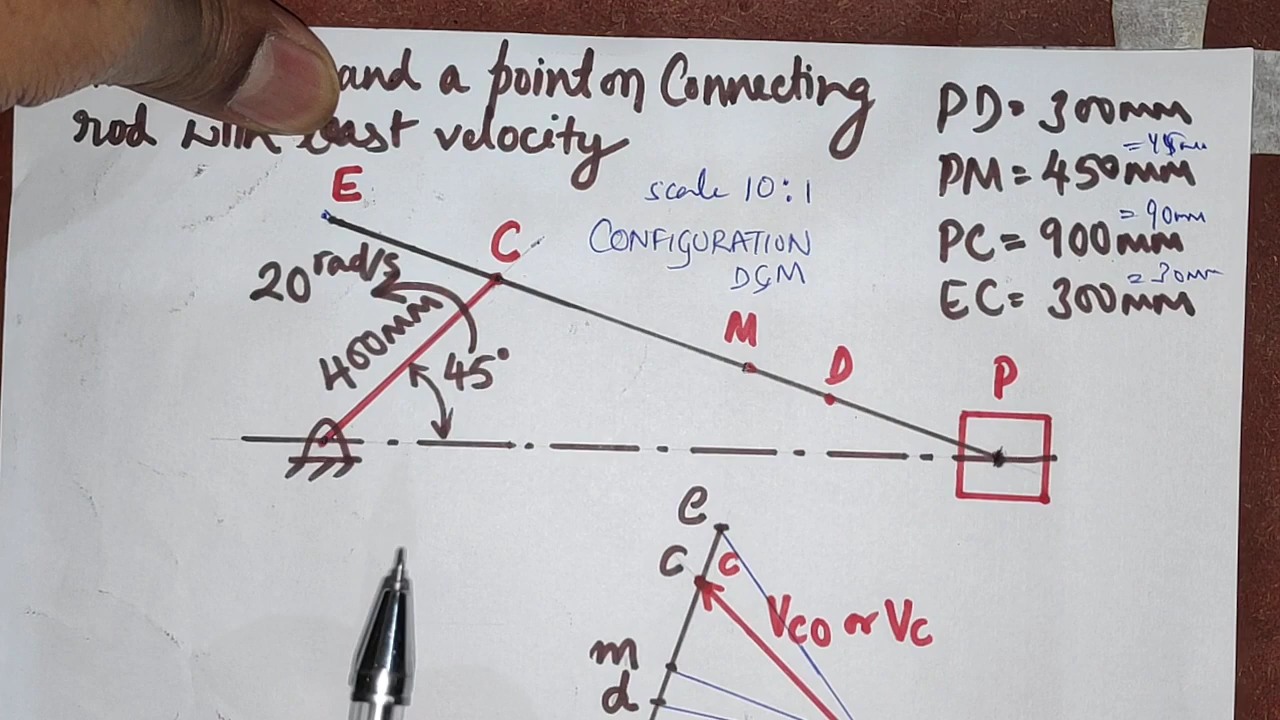 and a point on Connecting
rod with least velocity
PD = 300mm
= 45mm
PM = 450mm
= 90mm
PC = 900mm
= 30mm
EC = 300mm
scale 10:1
CONFIGURATION
DGM
E
C
20 rad/s
400mm
45°
M
D
P
e
C
c
VCO or VC
m
d